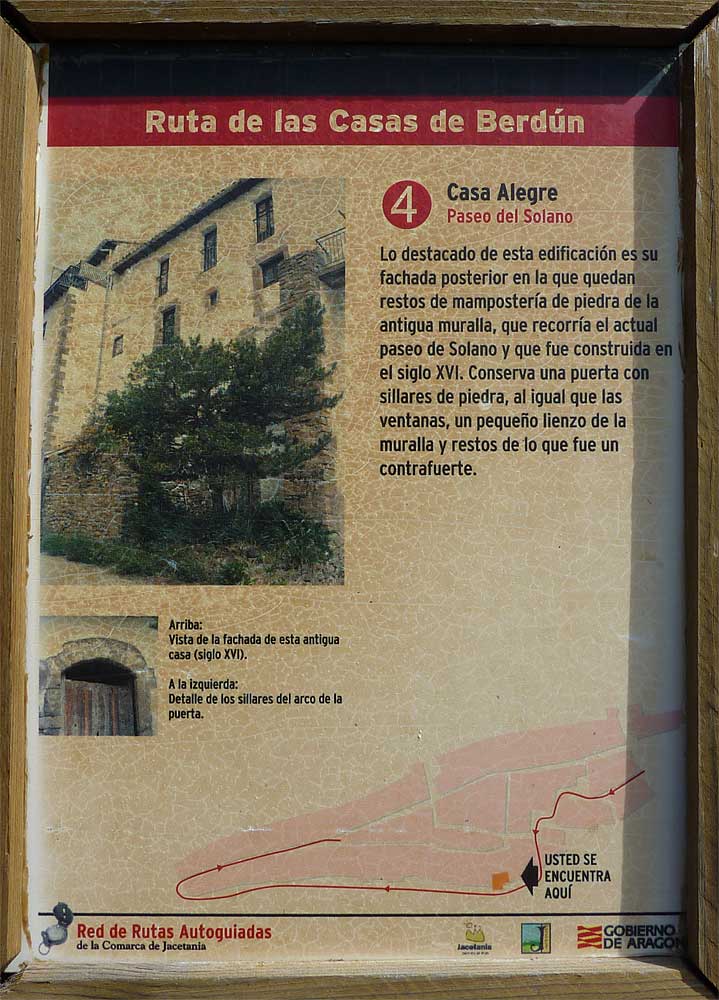 Ruta de las Casas de Berdún
4
Casa Alegre
Paseo del Solano
Lo destacado de esta edificación es su
fachada posterior en la que quedan
restos de mampostería de piedra de la
antigua muralla, que recorría el actual
paseo de Solano y que fue construida en
el siglo XVI. Conserva una puerta con
sillares de piedra, al igual que las
ventanas, un pequeño lienzo de la
muralla y restos de lo que fue un
contrafuerte.
Arriba:
Vista de la fachada de esta antigua
casa (siglo XVI).
A la izquierda:
Detalle de los sillares del arco de la
puerta.
USTED SE
ENCUENTRA
AQUÍ
Red de Rutas Autoguiadas
de la Comarca de Jacetania
Jacetania
GOBIERNO
DE ARAGON